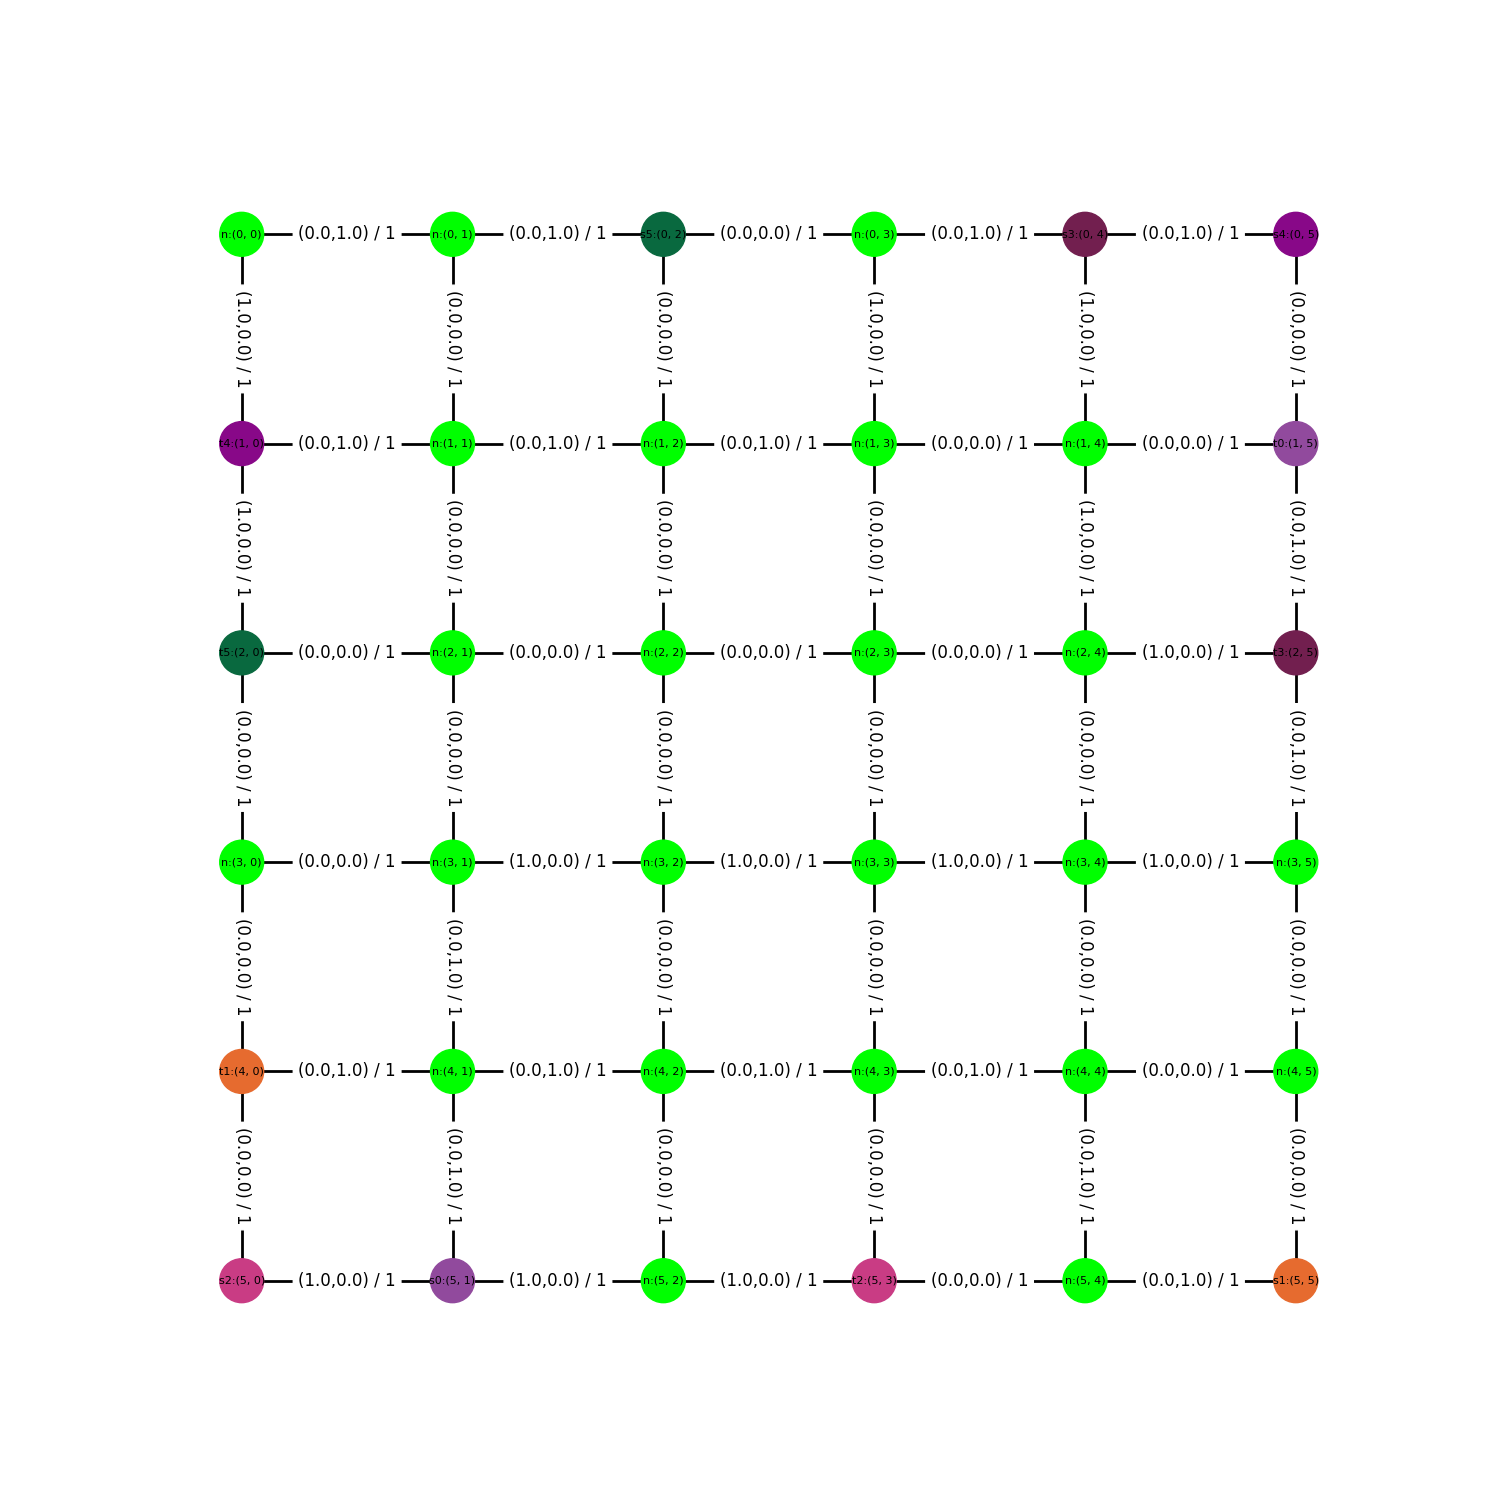 n:(0, 0) (0.0,1.0) / 1 n:(0, 1) (0.0,1.0) / 1 s5:(0, 2) (0.0,0.0) / 1 n:(0, 3) (0.0,1.0) / 1 s3:(0, 4) (0.0,1.0) / 1 s4:(0, 5)
(1.0,0.0) / 1 (0.0,0.0) / 1 (0.0,0.0) / 1 (1.0,0.0) / 1 (1.0,0.0) / 1 (0.0,0.0) / 1
t4:(1, 0) (0.0,1.0) / 1 n:(1, 1) (0.0,1.0) / 1 n:(1, 2) (0.0,1.0) / 1 n:(1, 3) (0.0,0.0) / 1 n:(1, 4) (0.0,0.0) / 1 t0:(1, 5)
(1.0,0.0) / 1 (0.0,0.0) / 1 (0.0,0.0) / 1 (0.0,0.0) / 1 (1.0,0.0) / 1 (0.0,1.0) / 1
t5:(2, 0) (0.0,0.0) / 1 n:(2, 1) (0.0,0.0) / 1 n:(2, 2) (0.0,0.0) / 1 n:(2, 3) (0.0,0.0) / 1 n:(2, 4) (1.0,0.0) / 1 t3:(2, 5)
(0.0,0.0) / 1 (0.0,0.0) / 1 (0.0,0.0) / 1 (0.0,0.0) / 1 (0.0,0.0) / 1 (0.0,1.0) / 1
n:(3, 0) (0.0,0.0) / 1 n:(3, 1) (1.0,0.0) / 1 n:(3, 2) (1.0,0.0) / 1 n:(3, 3) (1.0,0.0) / 1 n:(3, 4) (1.0,0.0) / 1 n:(3, 5)
(0.0,0.0) / 1 (0.0,1.0) / 1 (0.0,0.0) / 1 (0.0,0.0) / 1 (0.0,0.0) / 1 (0.0,0.0) / 1
t1:(4, 0) (0.0,1.0) / 1 n:(4, 1) (0.0,1.0) / 1 n:(4, 2) (0.0,1.0) / 1 n:(4, 3) (0.0,1.0) / 1 n:(4, 4) (0.0,0.0) / 1 n:(4, 5)
(0.0,0.0) / 1 (0.0,1.0) / 1 (0.0,0.0) / 1 (0.0,0.0) / 1 (0.0,1.0) / 1 (0.0,0.0) / 1
s2:(5, 0) (1.0,0.0) / 1 s0:(5, 1) (1.0,0.0) / 1 n:(5, 2) (1.0,0.0) / 1 t2:(5, 3) (0.0,0.0) / 1 n:(5, 4) (0.0,1.0) / 1 s1:(5, 5)